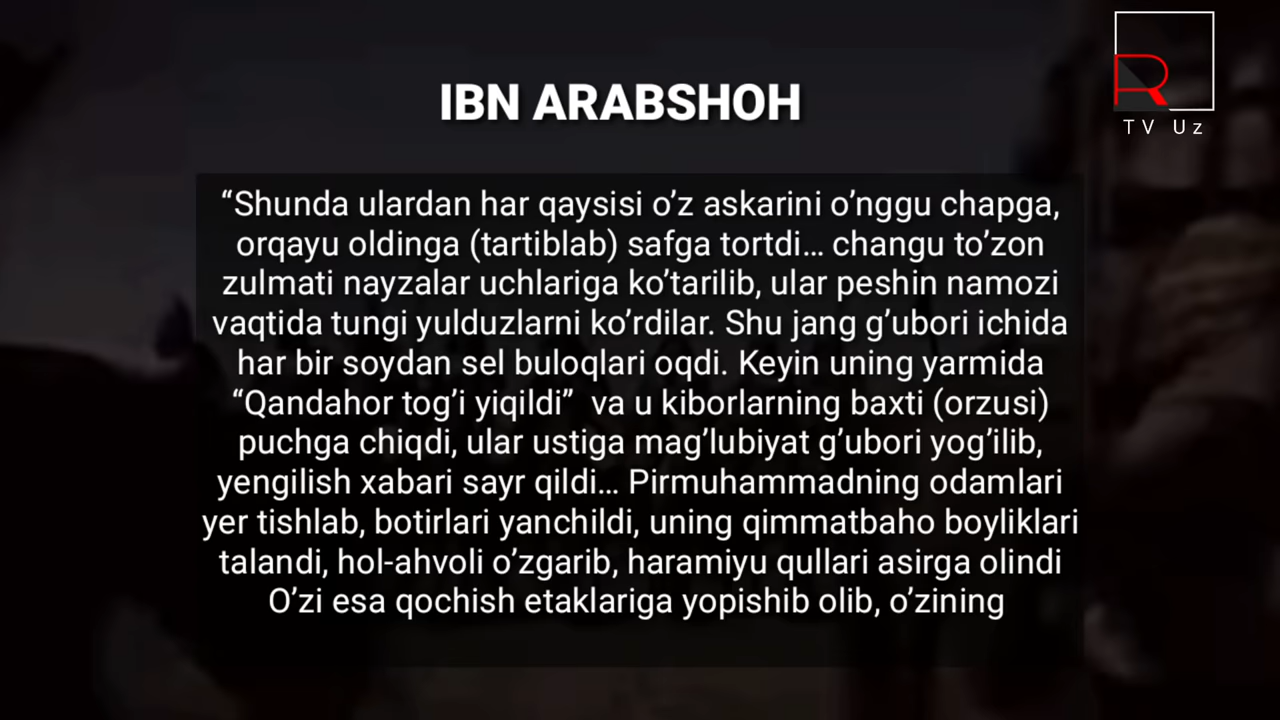 IBN ARABSHOH
R
TV Uz
“Shunda ulardan har qaysisi o’z askarini o’nggu chapga,
orqayu oldinga (tartiblab) safga tortdi... changu to’zon
zulmati nayzalar uchlariga ko’tarilib, ular peshin namozi
vaqtida tungi yulduzlarni ko’rdilar. Shu jang g’ubori ichida
har bir soydan sel buloqlari oqdi. Keyin uning yarmida
“Qandahor tog’i yiqildi”  va u kiborlarning baxti (orzusi)
puchga chiqdi, ular ustiga mag’lubiyat g’ubori yog’ilib,
yengilish xabari sayr qildi... Pirmuhammadning odamlari
yer tishlab, botirlari yanchildi, uning qimmatbaho boyliklari
talandi, hol-ahvoli o’zgarib, haramiyu qullari asirga olindi
O’zi esa qochish etaklariga yopishib olib, o’zining